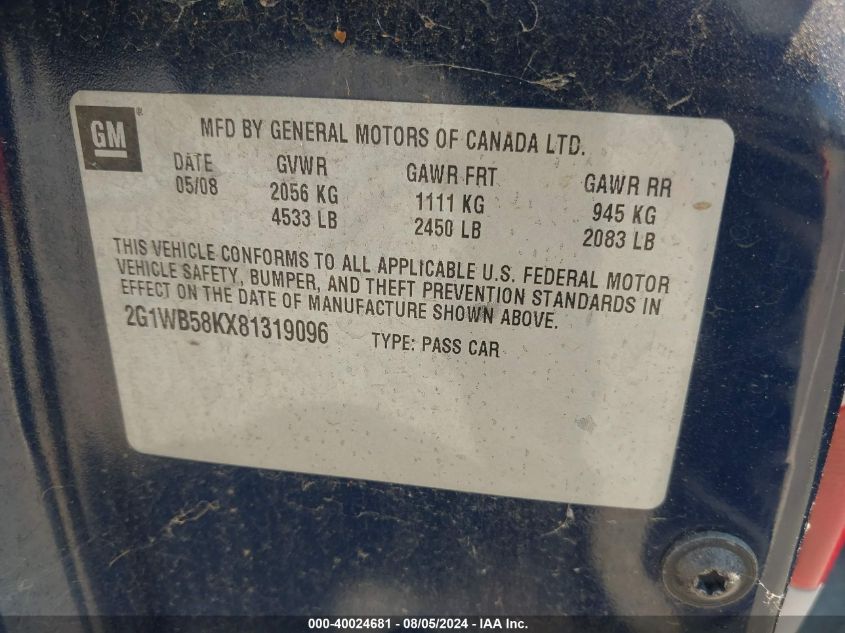 GM ®
MFD BY GENERAL MOTORS OF CANADA LTD.
DATE GVWR GAWR FRT GAWR RR
05/08 2056 KG 1111 KG 945 KG
4533 LB 2450 LB 2083 LB
THIS VEHICLE CONFORMS TO ALL APPLICABLE U.S. FEDERAL MOTOR
VEHICLE SAFETY, BUMPER, AND THEFT PREVENTION STANDARDS IN
EFFECT ON THE DATE OF MANUFACTURE SHOWN ABOVE.
2G1WB58KX81319096 TYPE: PASS CAR
000-40024681 - 08/05/2024 - IAAI Inc.